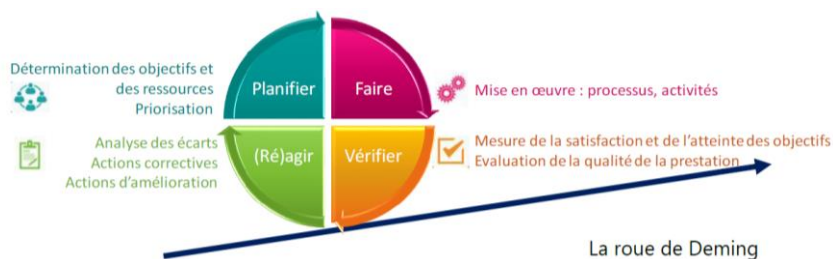 Détermination des objectifs et
des ressources
Priorisation
Planifier
Faire
Mise en œuvre : processus, activités
Analyse des écarts
Actions correctives
Actions d'amélioration
(Ré)agir
Vérifier
Mesure de la satisfaction et de l'atteinte des objectifs
Evaluation de la qualité de la prestation
La roue de Deming